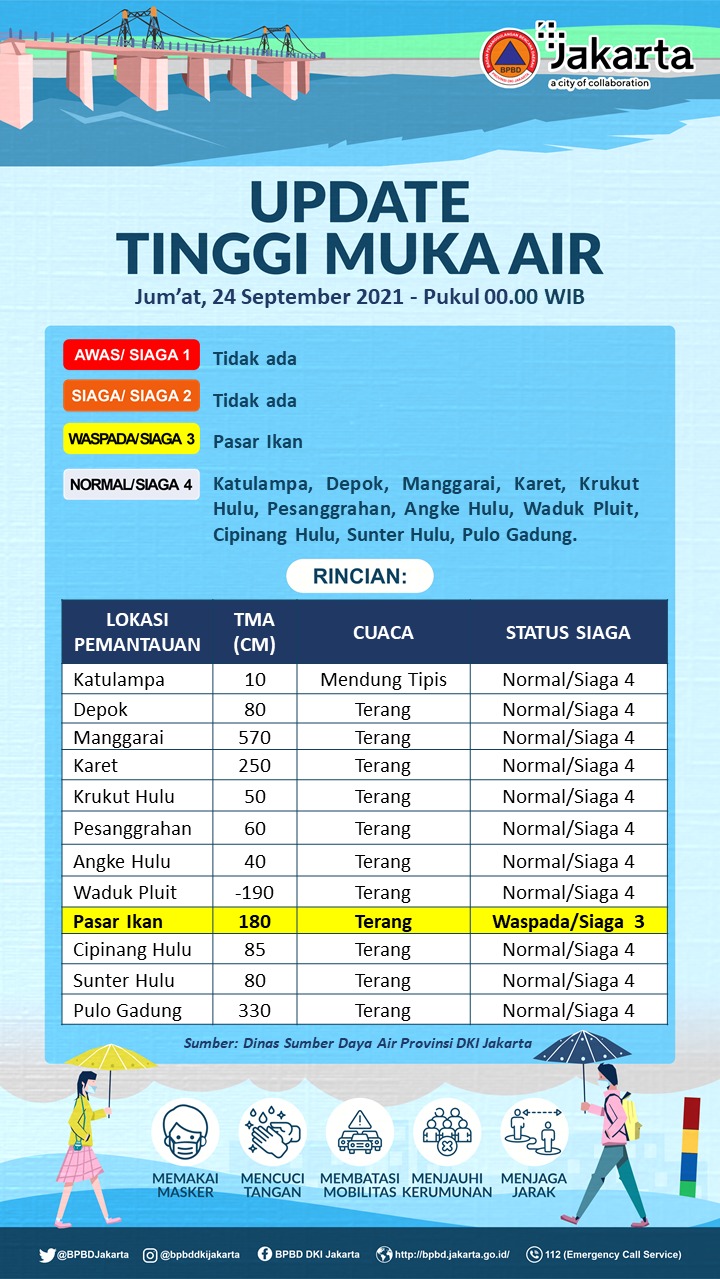 BPBD
Jakarta
a city of collaboration
UPDATE
TINGGI MUKA AIR
Jum'at, 24 September 2021 - Pukul 00.00 WIB
AWAS/ SIAGA 1 Tidak ada
SIAGA/ SIAGA 2 Tidak ada
WASPADA/SIAGA 3 Pasar Ikan
NORMAL/SIAGA 4 Katulampa, Depok, Manggarai, Karet, Krukut
Hulu, Pesanggrahan, Angke Hulu, Waduk Pluit,
Cipinang Hulu, Sunter Hulu, Pulo Gadung.
RINCIAN:
LOKASI PEMANTAUAN TMA (CM) CUACA STATUS SIAGA
Katulampa 10 Mendung Tipis Normal/Siaga 4
Depok 80 Terang Normal/Siaga 4
Manggarai 570 Terang Normal/Siaga 4
Karet 250 Terang Normal/Siaga 4
Krukut Hulu 50 Terang Normal/Siaga 4
Pesanggrahan 60 Terang Normal/Siaga 4
Angke Hulu 40 Terang Normal/Siaga 4
Waduk Pluit -190 Terang Normal/Siaga 4
Pasar Ikan 180 Terang Waspada/Siaga 3
Cipinang Hulu 85 Terang Normal/Siaga 4
Sunter Hulu 80 Terang Normal/Siaga 4
Pulo Gadung 330 Terang Normal/Siaga 4
Sumber: Dinas Sumber Daya Air Provinsi DKI Jakarta
MEMAKAI MASKER
MENCUCI TANGAN
MEMBATASI MOBILITAS
MENJAUHI KERUMUNAN
MENJAGA JARAK
@BPBDJakarta @bpbddkijakarta BPBD DKI Jakarta http://bpbd.jakarta.go.id/ 112 (Emergency Call Service)